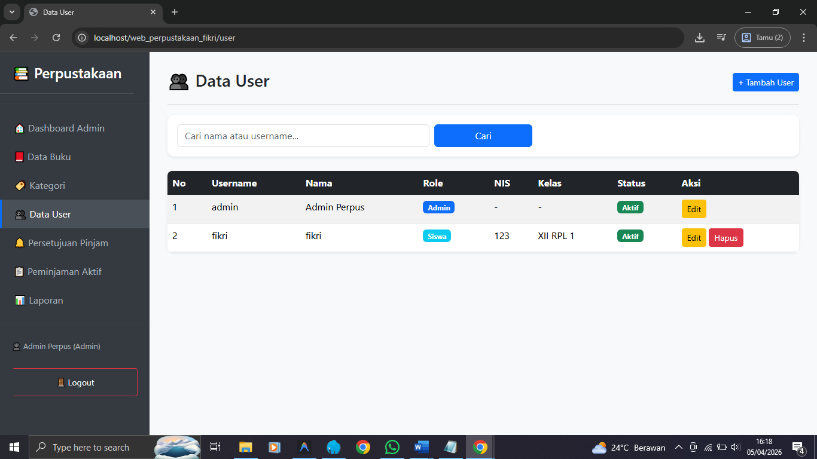 Data User
localhost/web_perpustakaan_fikri/user
Tamu (2)
Perpustakaan
Dashboard Admin
Data Buku
Kategori
Data User
Persetujuan Pinjam
Peminjaman Aktif
Laporan
Admin Perpus (Admin)
Logout
Data User
+ Tambah User
Cari nama atau username...
Cari
No Username Nama Role NIS Kelas Status Aksi
1 admin Admin Perpus Admin - - Aktif Edit
2 fikri fikri Siswa 123 XII RPL 1 Aktif Edit Hapus
Type here to search
24°C Berawan
16:18
05/04/2026
4